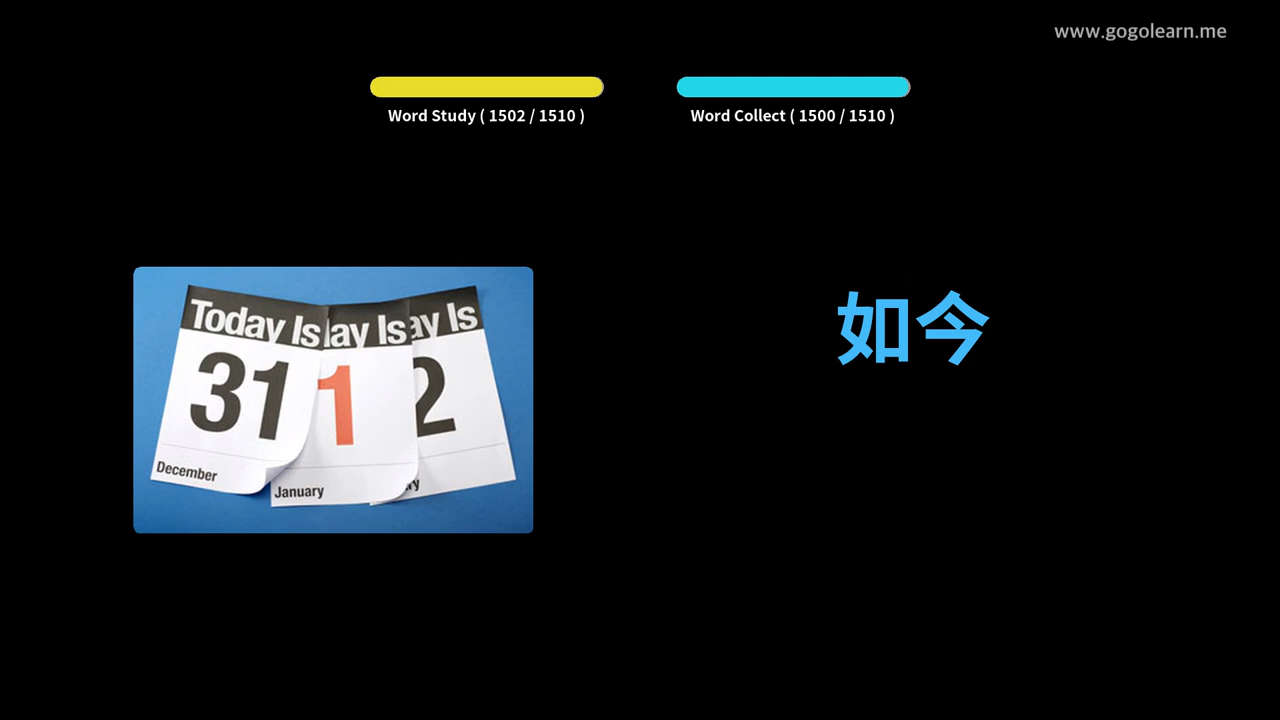 www.gogolearn.me
Word Study ( 1502 / 1510 )
Word Collect ( 1500 / 1510 )
如今
Today Is
31
December
ay Is
1
January
ay Is
2
ry